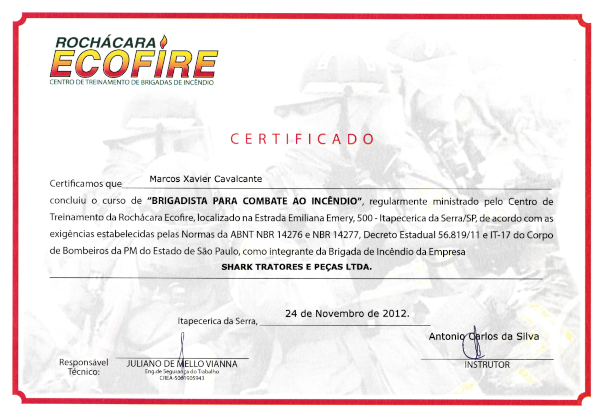 ROCHÁCARA
ECOFIRE
CENTRO DE TREINAMENTO DE BRIGADAS DE INCÊNDIO
CERTIFICADO
Certificamos que Marcos Xavier Cavalcante
concluiu o curso de "BRIGADISTA PARA COMBATE AO INCÊNDIO", regularmente ministrado pelo Centro de
Treinamento da Rochácara Ecofire, localizado na Estrada Emiliana Emery, 500 - Itapecerica da Serra/SP, de acordo com as
exigências estabelecidas pelas Normas da ABNT NBR 14276 e NBR 14277, Decreto Estadual 56.819/11 e IT-17 do Corpo
de Bombeiros da PM do Estado de São Paulo, como integrante da Brigada de Incêndio da Empresa
SHARK TRATORES E PEÇAS LTDA.
Itapecerica da Serra, 24 de Novembro de 2012.
Antonio Carlos da Silva
INSTRUTOR
Responsável
Técnico:
JULIANO DE MELLO VIANNA
Eng. de Segurança do Trabalho